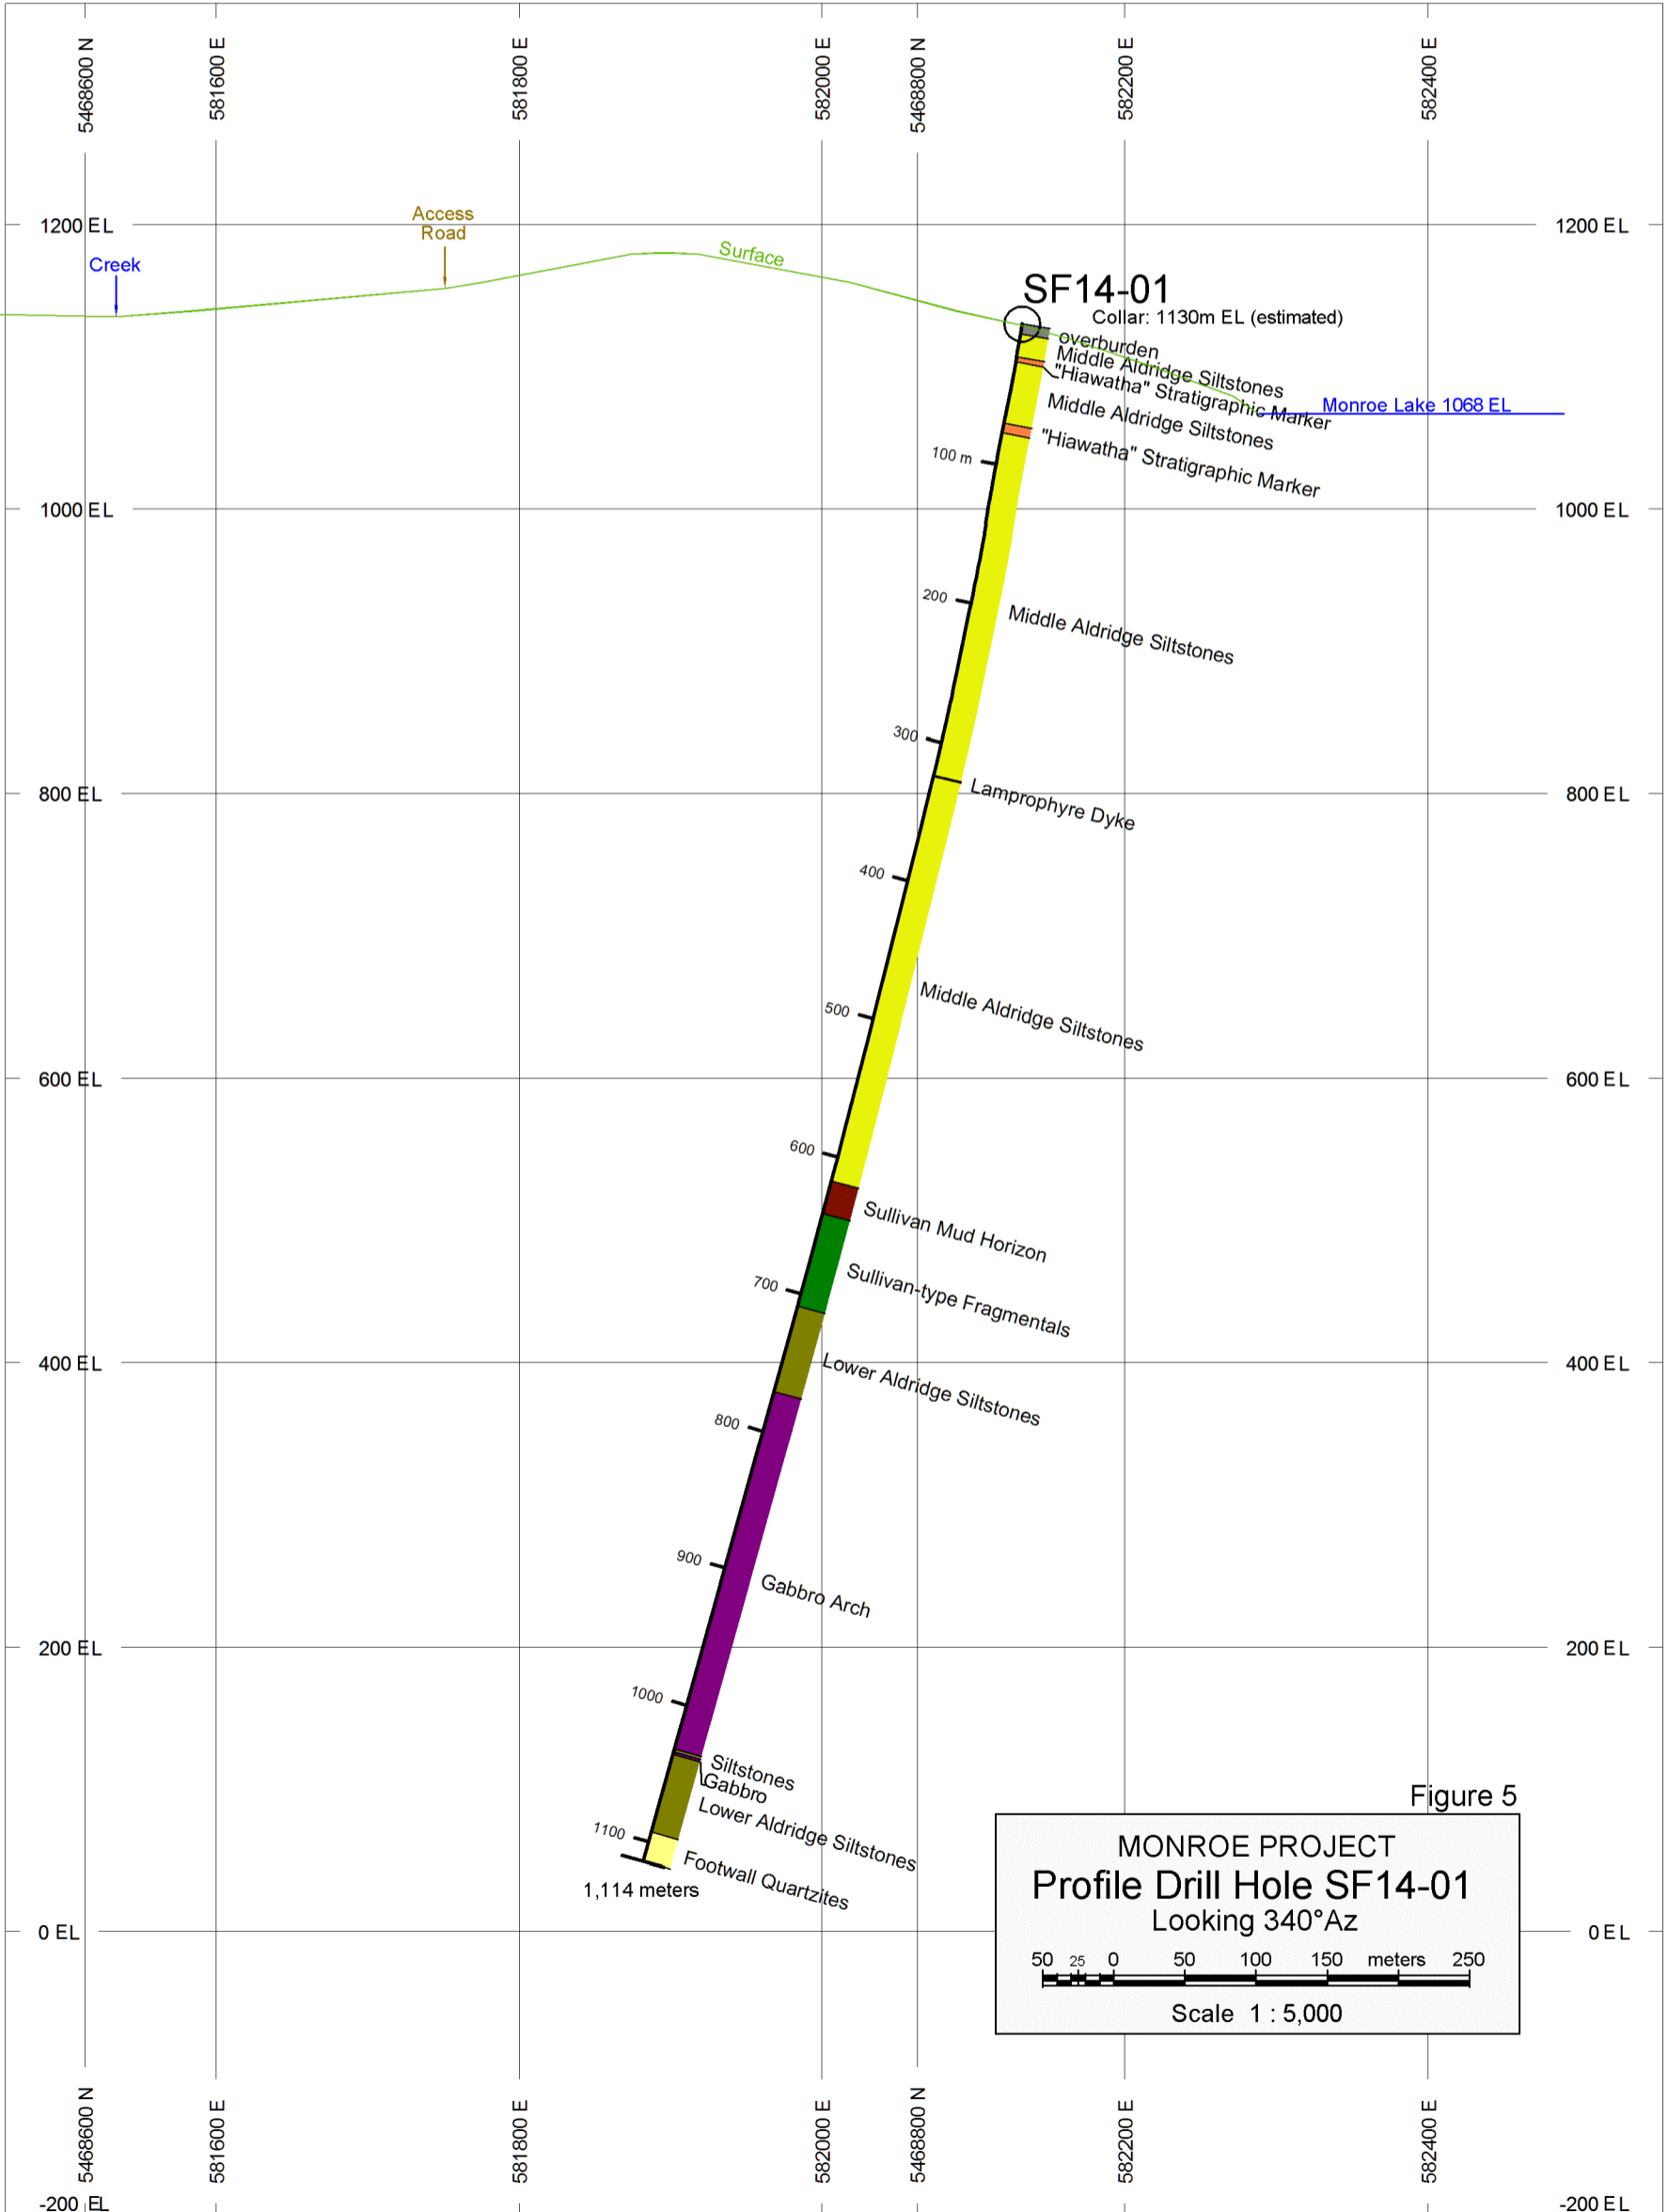 5468600 N
581600 E
581800 E
582000 E
5468800 N
582200 E
582400 E
1200 EL
1200 EL
Access
Road
Creek
Surface
SF14-01
Collar: 1130m EL (estimated)
overburden
Middle Aldridge Siltstones
"Hiawatha" Stratigraphic Marker
Monroe Lake 1068 EL
Middle Aldridge Siltstones
"Hiawatha" Stratigraphic Marker
100 m
1000 EL
1000 EL
200
Middle Aldridge Siltstones
300
800 EL
800 EL
Lamprophyre Dyke
400
Middle Aldridge Siltstones
500
600 EL
600 EL
600
Sullivan Mud Horizon
Sullivan-type Fragmentals
700
400 EL
400 EL
Lower Aldridge Siltstones
800
900
Gabbro Arch
200 EL
200 EL
1000
Siltstones
Gabbro
Lower Aldridge Siltstones
1100
Footwall Quartzites
1,114 meters
Figure 5
MONROE PROJECT
Profile Drill Hole SF14-01
Looking 340°Az
50 25 0 50 100 150 meters 250
Scale 1 : 5,000
0 EL
0 EL
5468600 N
581600 E
581800 E
582000 E
5468800 N
582200 E
582400 E
-200 EL
-200 EL